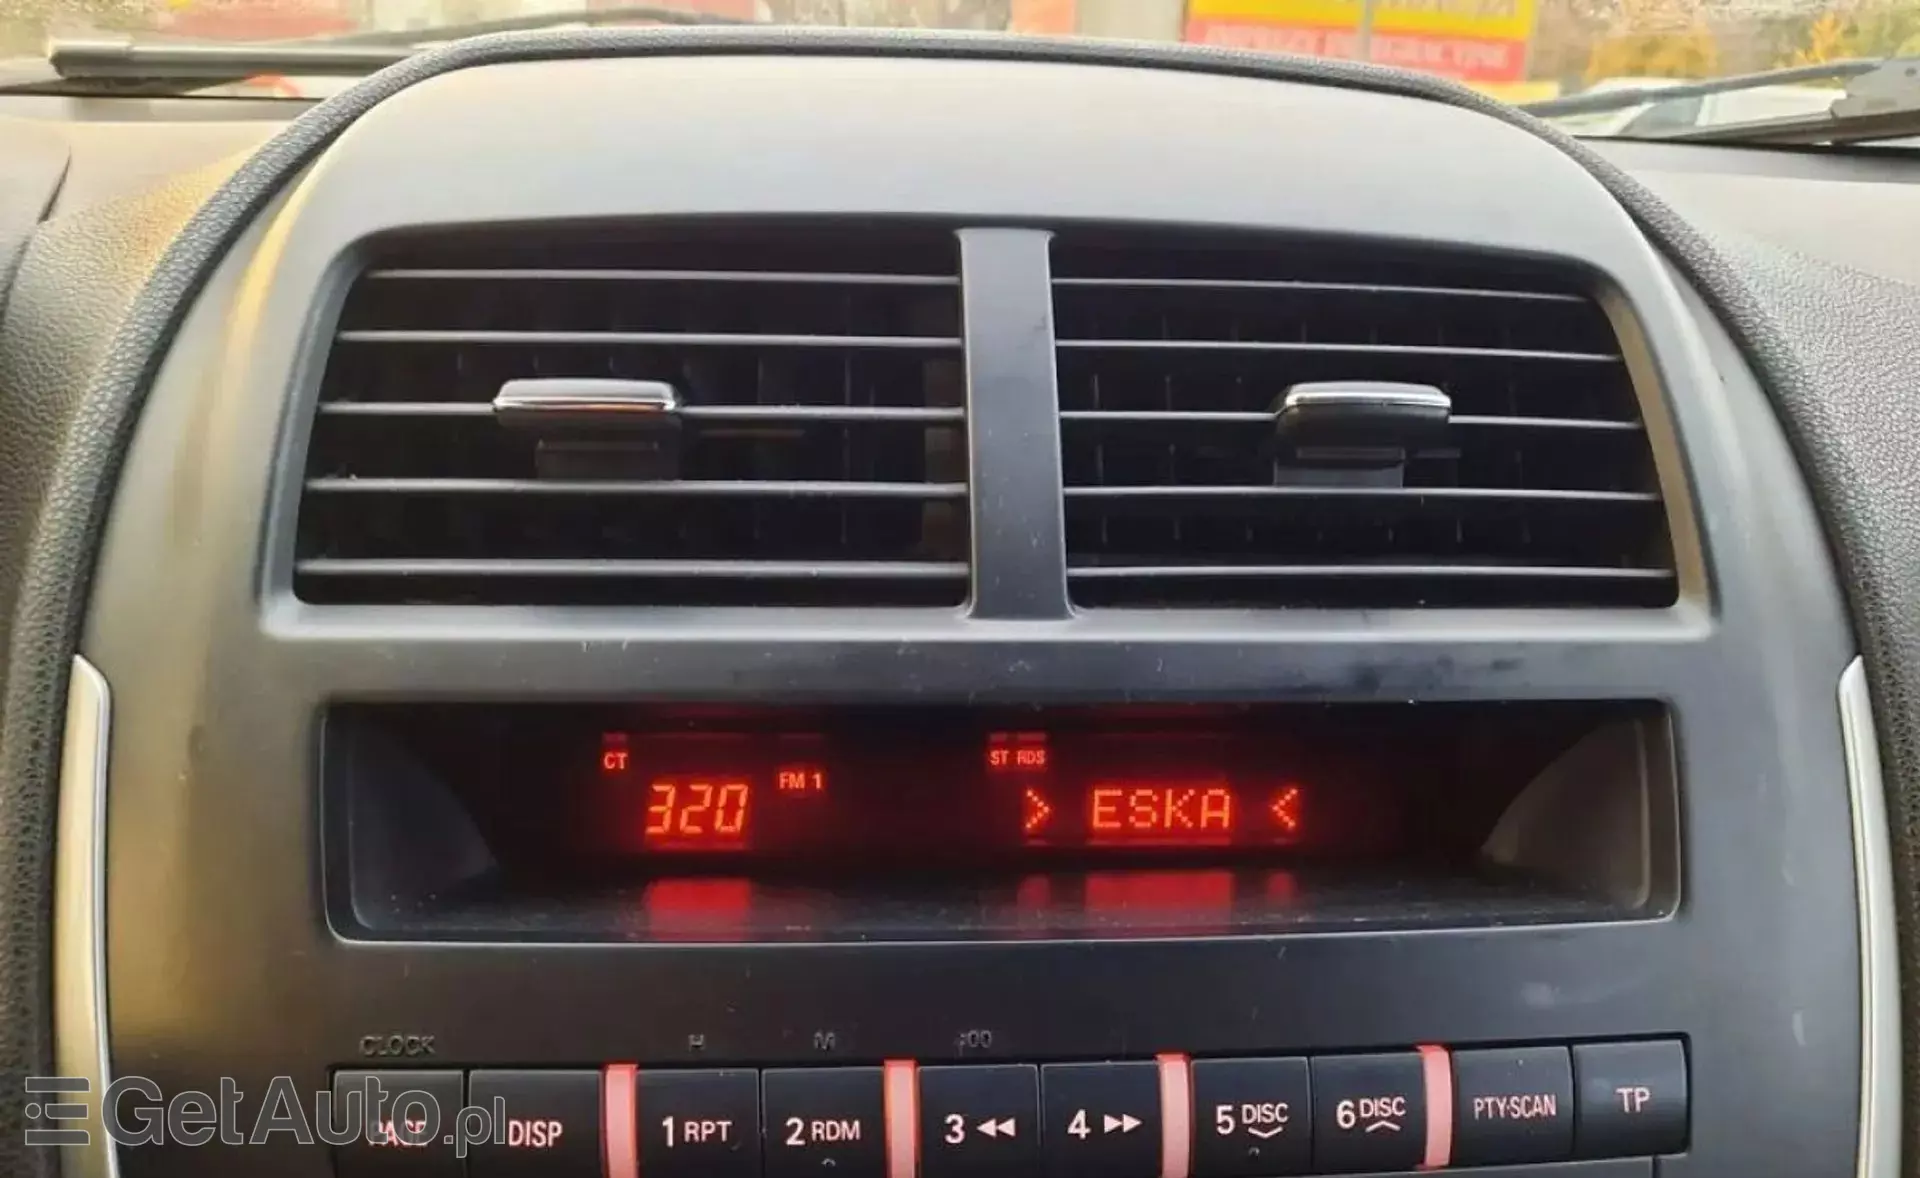 CT
ST RDS
320
FM 1
> ESKA <
CLOCK
H
M
:00
DISP
1 RPT
2 RDM
3 ◀◀
4 ▶▶
5 DISC
6 DISC
PTY·SCAN
TP
GetAuto.pl